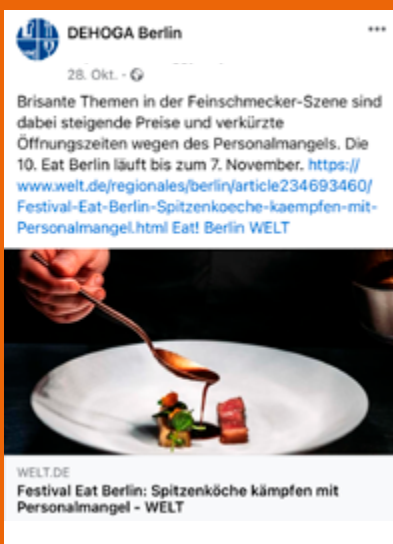 DEHOGA Berlin
28. Okt. ·
Brisante Themen in der Feinschmecker-Szene sind
dabei steigende Preise und verkürzte
Öffnungszeiten wegen des Personalmangels. Die
10. Eat Berlin läuft bis zum 7. November. https://
www.welt.de/regionales/berlin/article234693460/
Festival-Eat-Berlin-Spitzenkoeche-kaempfen-mit-
Personalmangel.html Eat! Berlin WELT
WELT.DE
Festival Eat Berlin: Spitzenköche kämpfen mit
Personalmangel - WELT